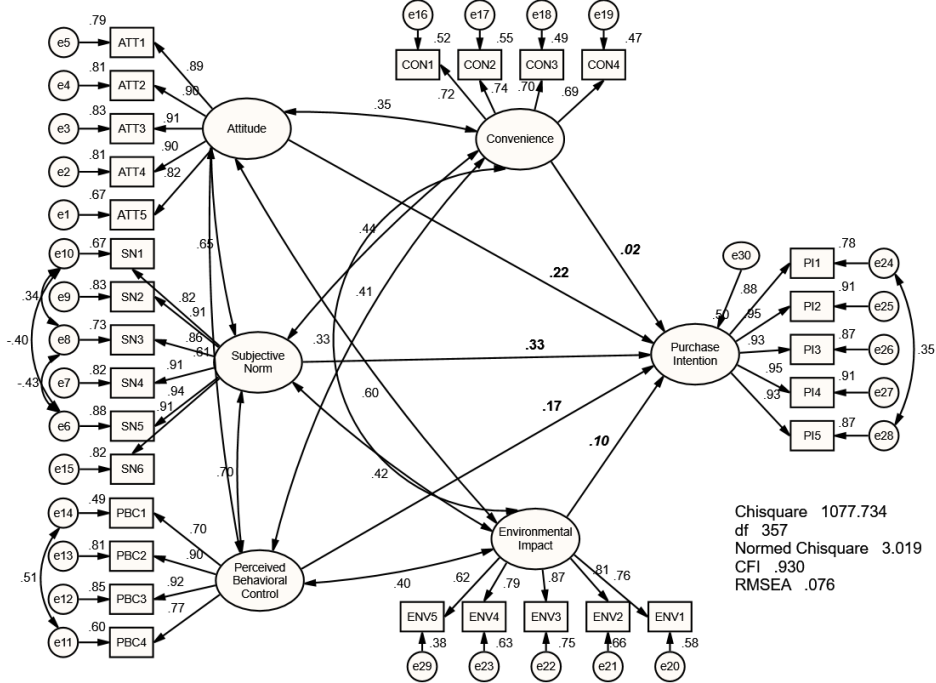 e16 e17 e18 e19
.52 .55 .49 .47
CON1 CON2 CON3 CON4
.72 .74 .70 .69
.79
e5 ATT1
.89
.81
e4 ATT2
.90
.83
e3 ATT3
.91
.81
e2 ATT4
.90
.67
e1 ATT5
.82
Attitude
.35
Convenience
.67
e10 SN1
.82
.83
e9 SN2
.91
.73
e8 SN3
.86
.82
e7 SN4
.91
.88
e6 SN5
.94
.82
e15 SN6
.91
.34
-.40
-.43
.65
.61
.44
.41
.33
.60
.42
.70
.40
Subjective
Norm
.02
.22
.33
.17
.10
e30
.50
Purchase
Intention
.78
PI1 e24
.88
.91
PI2 e25
.95
.87
PI3 e26
.93
.91
PI4 e27
.95
.87
PI5 e28
.93
.35
.49
e14 PBC1
.70
.81
e13 PBC2
.90
.85
e12 PBC3
.92
.60
e11 PBC4
.77
.51
Perceived
Behavioral
Control
Environmental
Impact
.62 .79 .87 .81 .76
ENV5 ENV4 ENV3 ENV2 ENV1
.38 .63 .75 .66 .58
e29 e23 e22 e21 e20
Chisquare 1077.734
df 357
Normed Chisquare 3.019
CFI .930
RMSEA .076